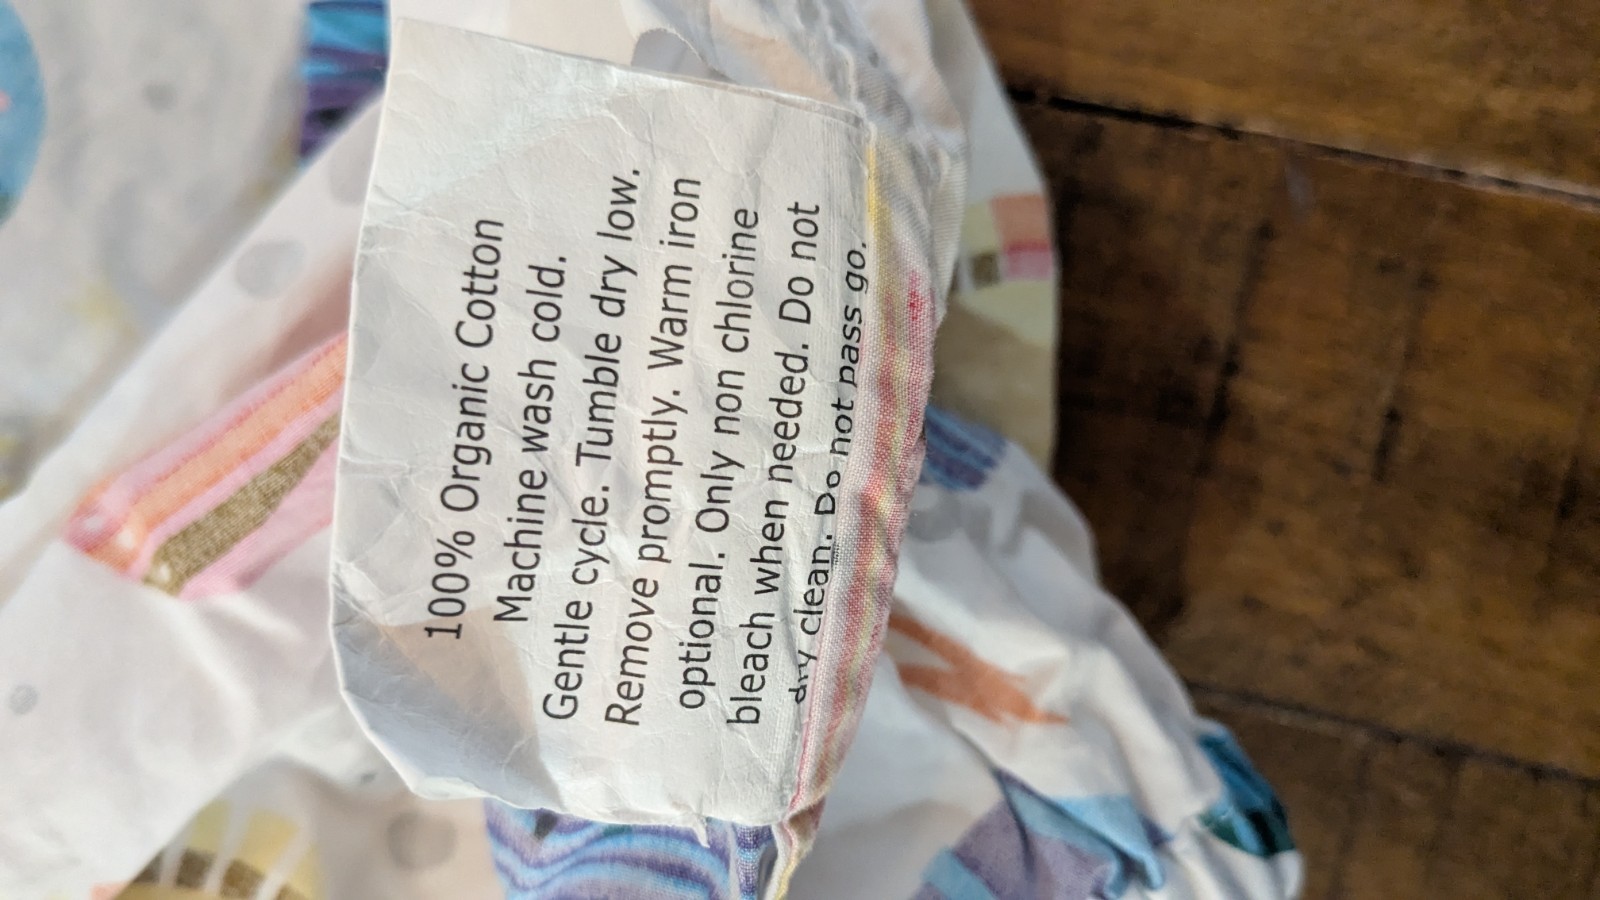 100% Organic Cotton
Machine wash cold.
Gentle cycle. Tumble dry low.
Remove promptly. Warm iron
optional. Only non chlorine
bleach when needed. Do not
dry clean. Do not pass go.